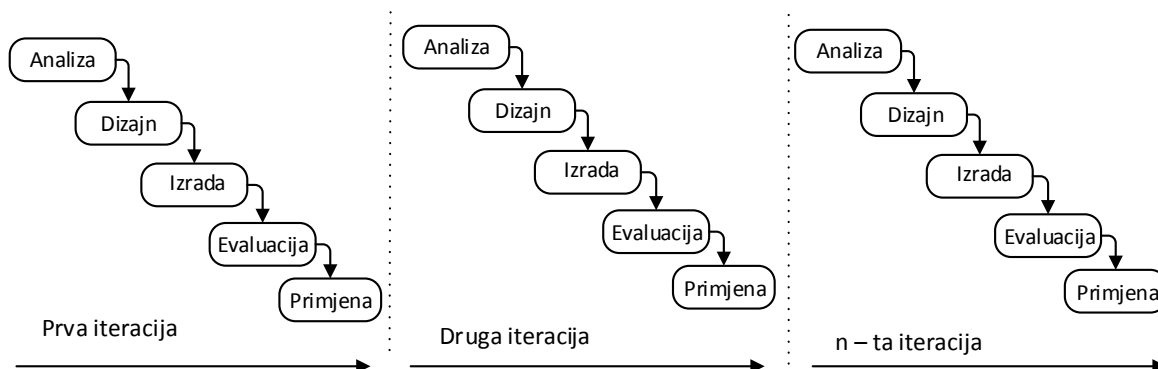 Analiza
Dizajn
Izrada
Evaluacija
Primjena
Prva iteracija
Analiza
Dizajn
Izrada
Evaluacija
Primjena
Druga iteracija
Analiza
Dizajn
Izrada
Evaluacija
Primjena
n – ta iteracija